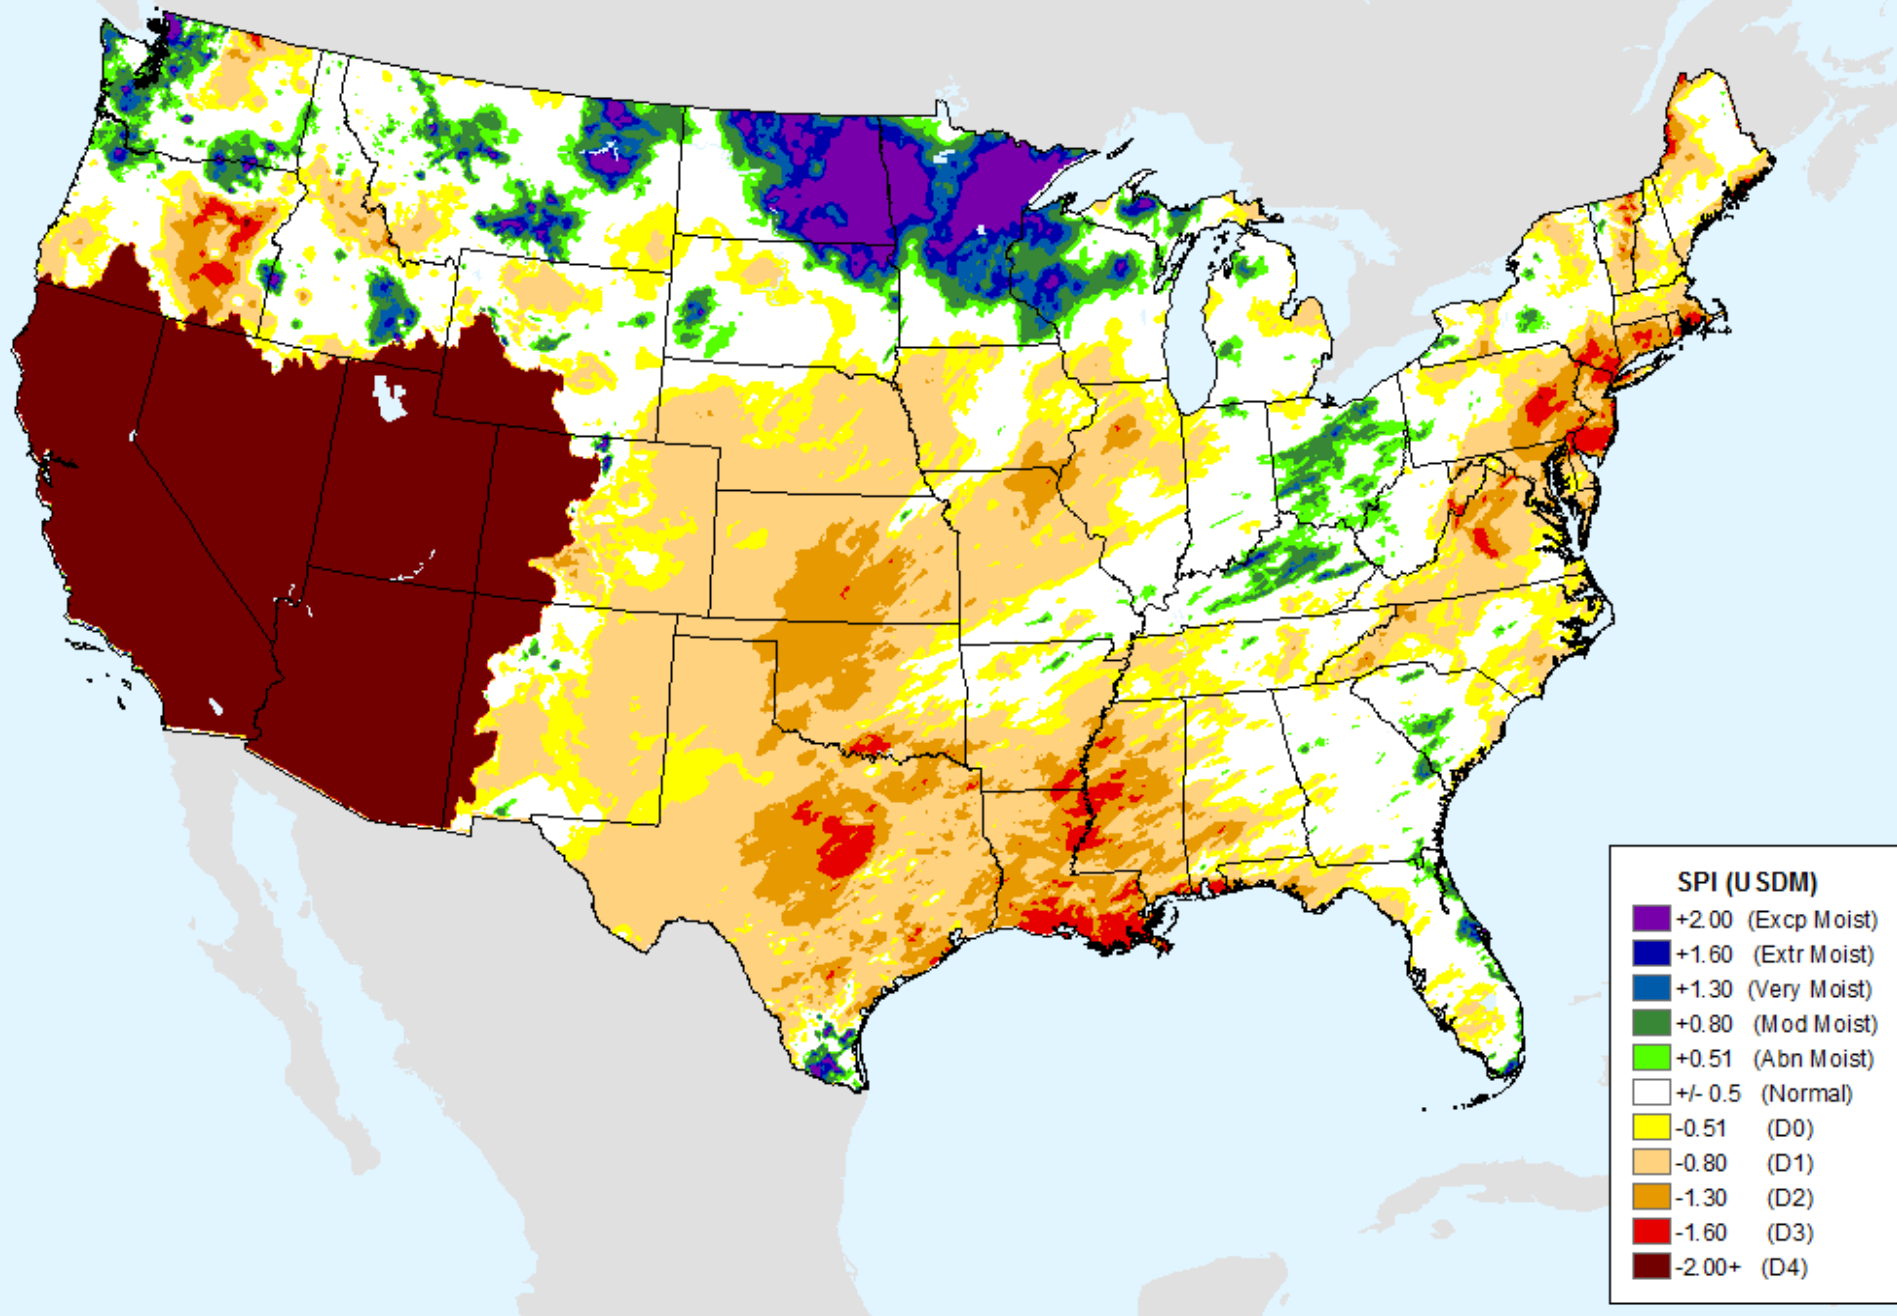 SPI (USDM)
+2.00 (Excp Moist)
+1.60 (Extr Moist)
+1.30 (Very Moist)
+0.80 (Mod Moist)
+0.51 (Abn Moist)
+/- 0.5 (Normal)
-0.51 (D0)
-0.80 (D1)
-1.30 (D2)
-1.60 (D3)
-2.00+ (D4)